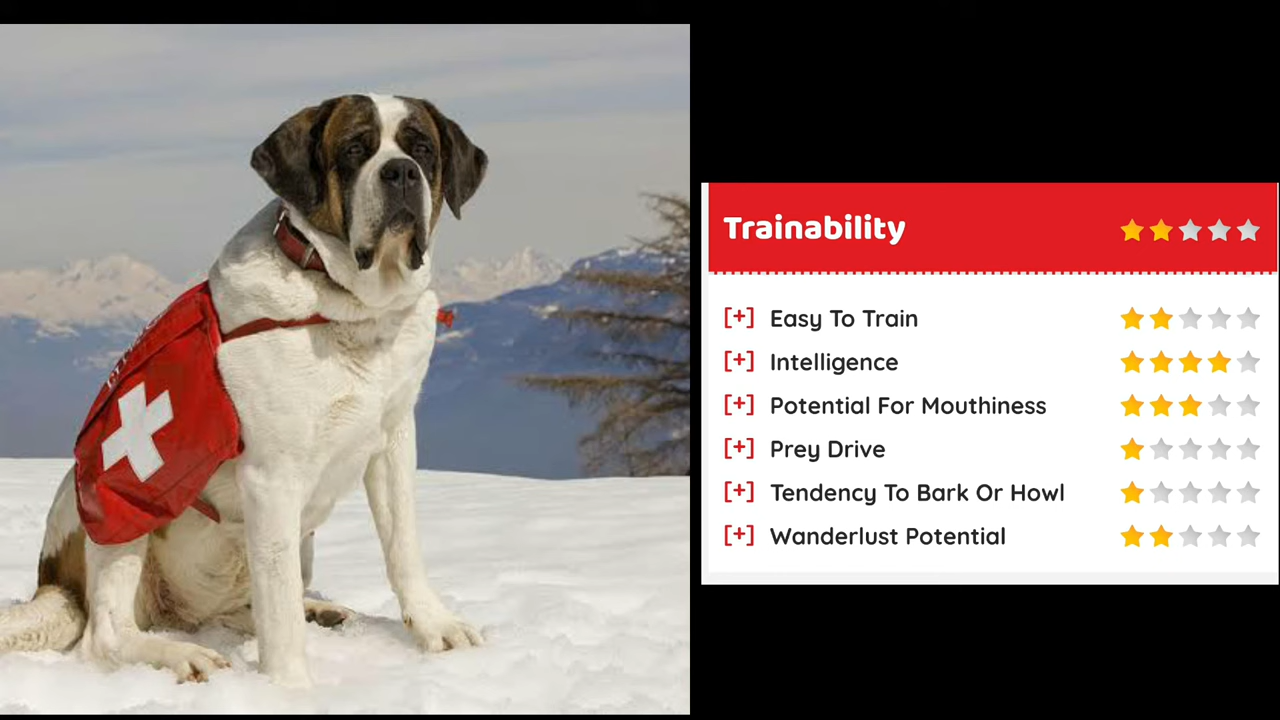 Trainability
[+] Easy To Train
[+] Intelligence
[+] Potential For Mouthiness
[+] Prey Drive
[+] Tendency To Bark Or Howl
[+] Wanderlust Potential